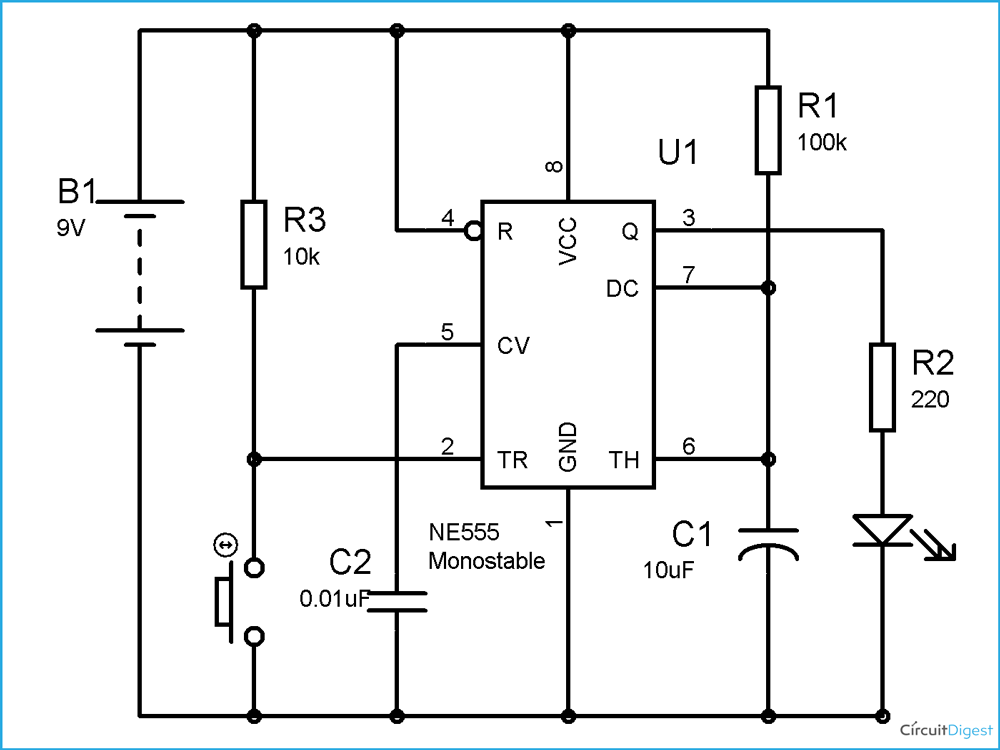 B1
9V
R3
10k
U1
R1
100k
8
4
R
VCC
Q
3
DC
7
5
CV
2
TR
GND
TH
6
1
R2
220
NE555
Monostable
C2
0.01uF
C1
10uF
CírcuitDigest